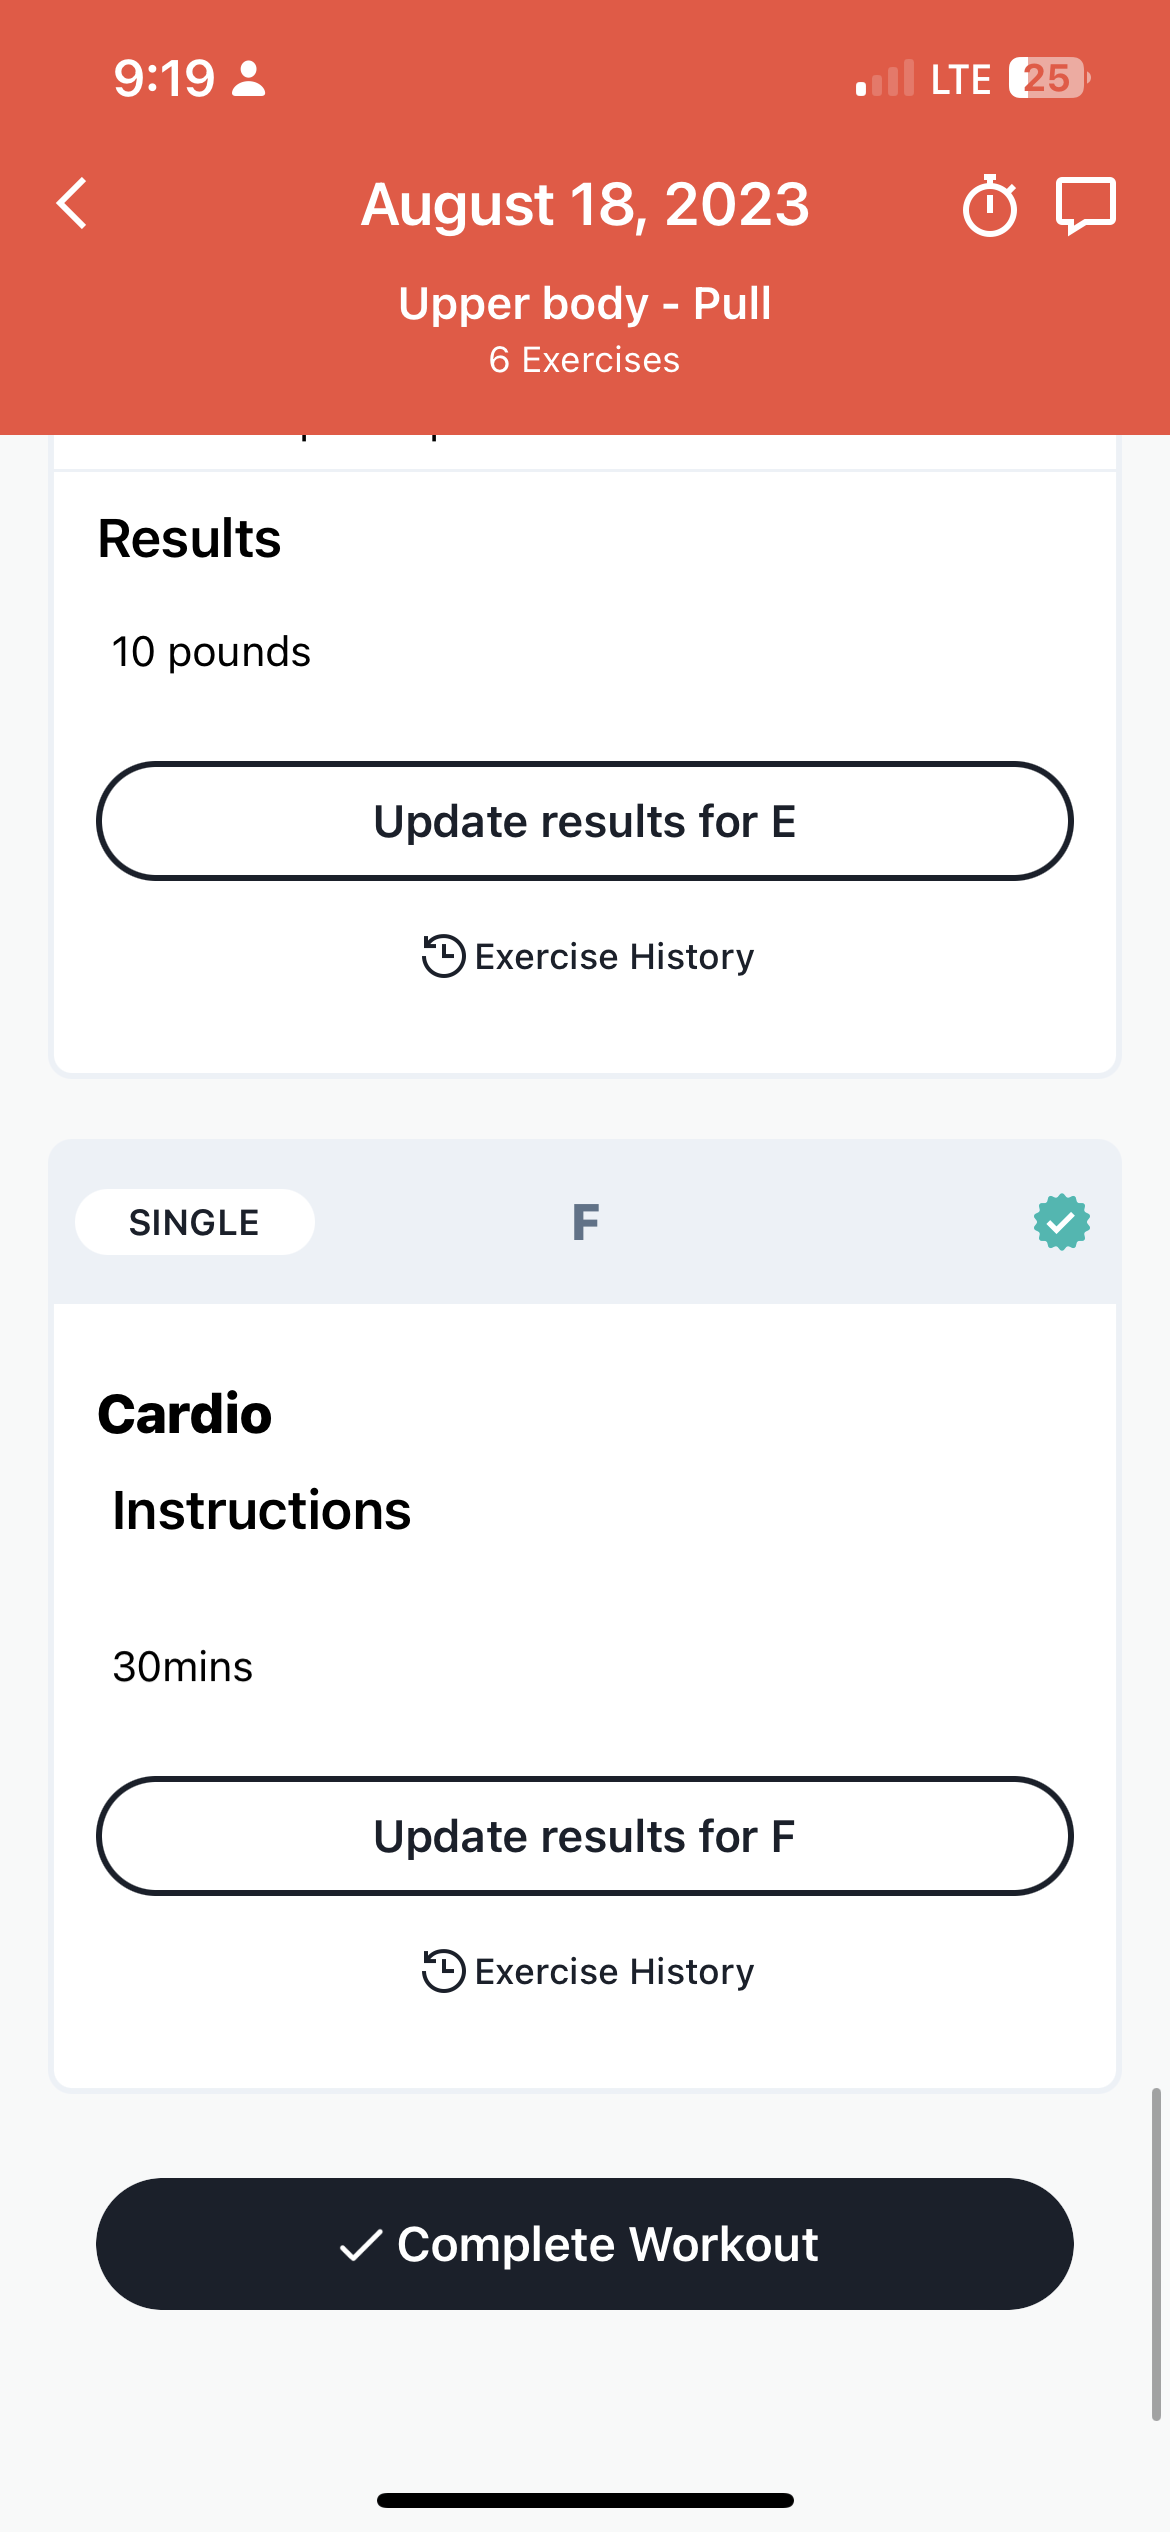 9:19
LTE 25
August 18, 2023
Upper body - Pull
6 Exercises
Results
10 pounds
Update results for E
Exercise History
SINGLE
F
Cardio
Instructions
30mins
Update results for F
Exercise History
Complete Workout